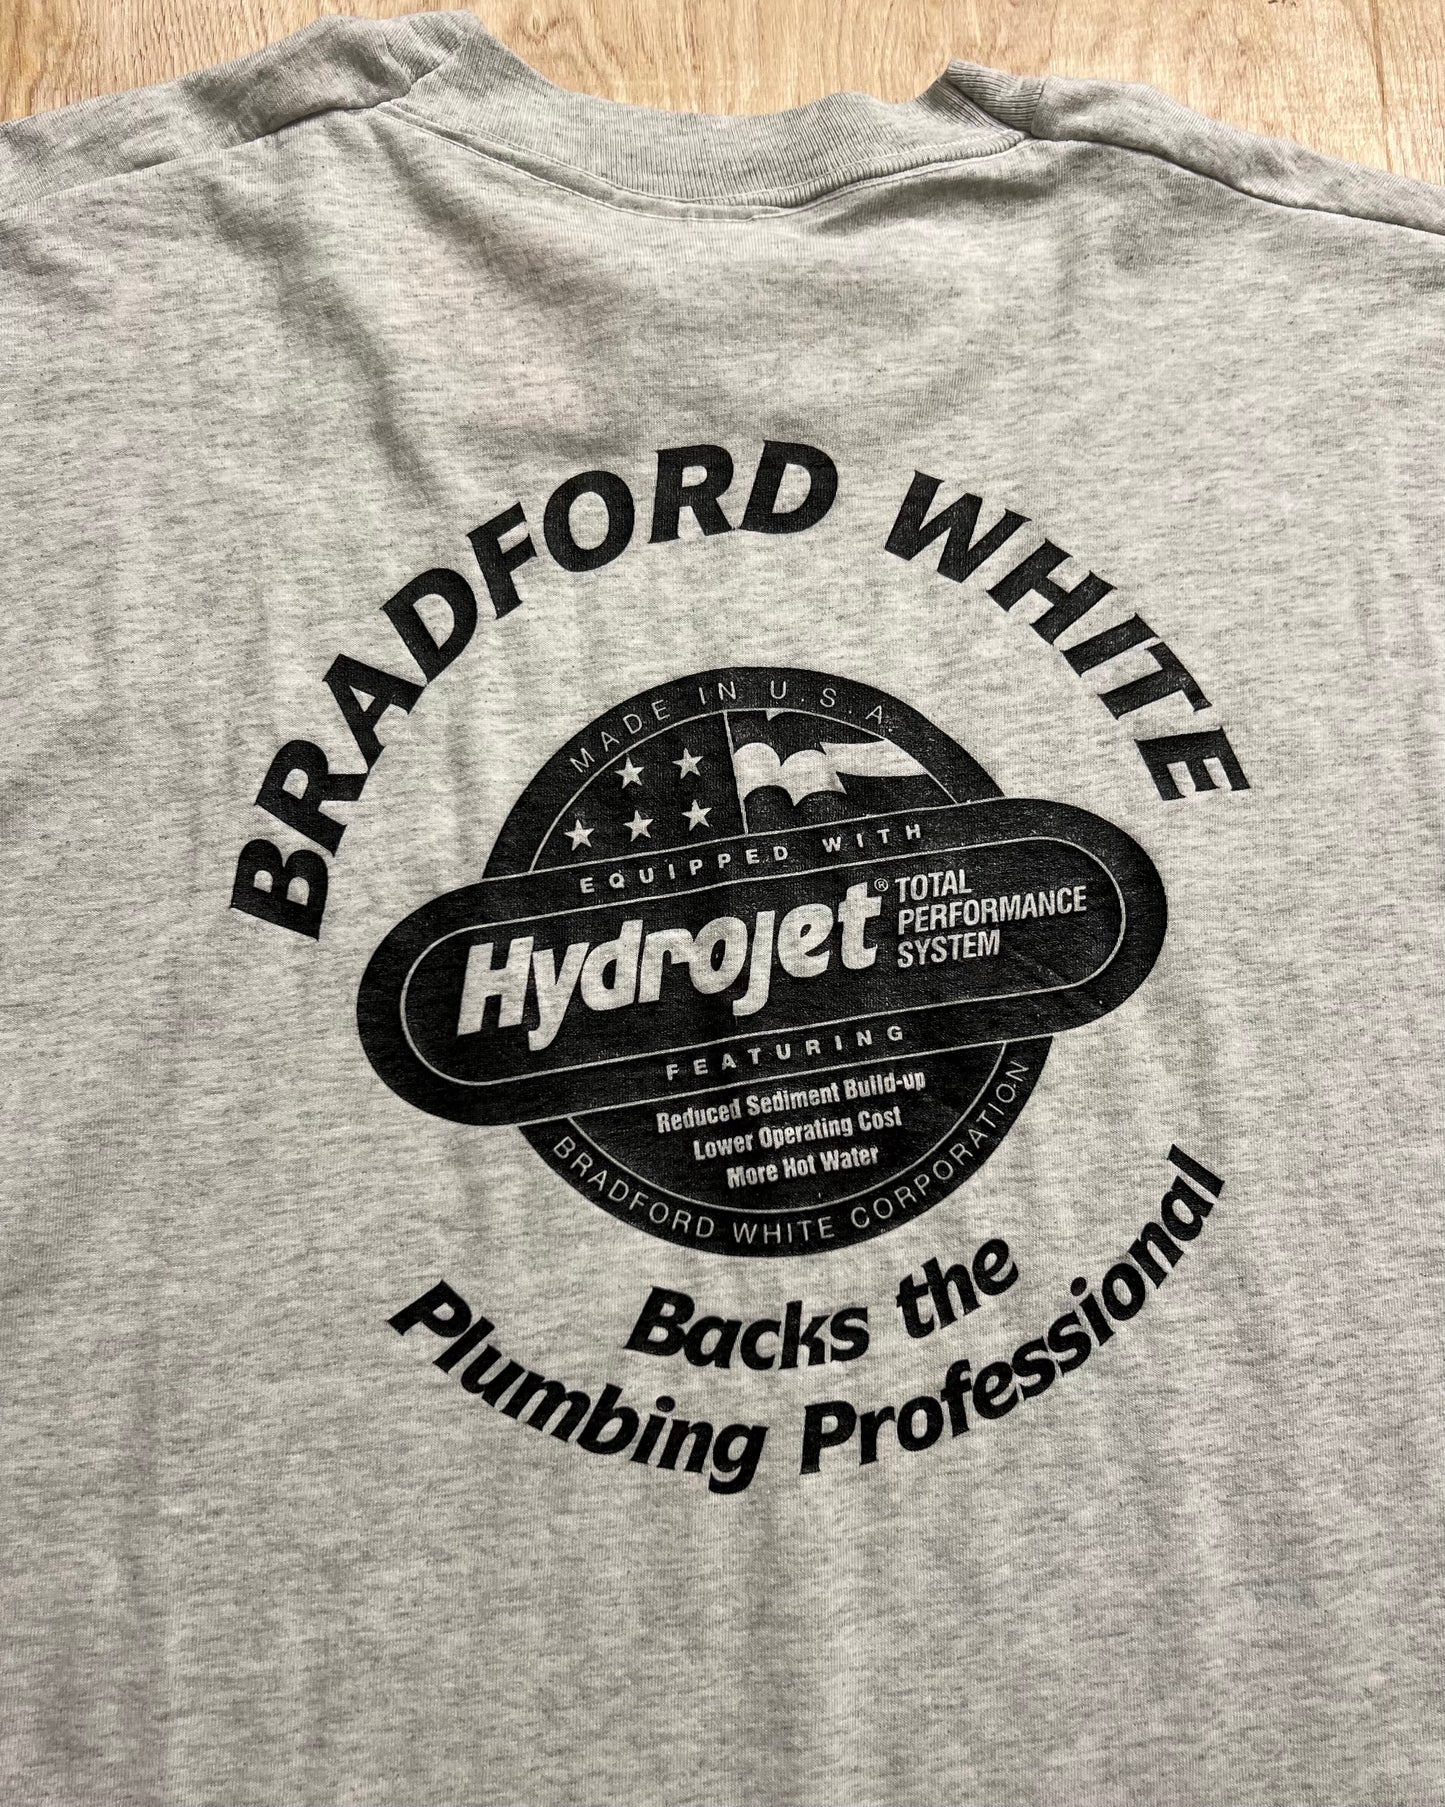 BRADFORD WHITE
MADE IN U.S.A.
EQUIPPED WITH
Hydrojet® TOTAL
PERFORMANCE
SYSTEM
FEATURING
Reduced Sediment Build-up
Lower Operating Cost
More Hot Water
BRADFORD WHITE CORPORATION
Backs the
Plumbing Professional